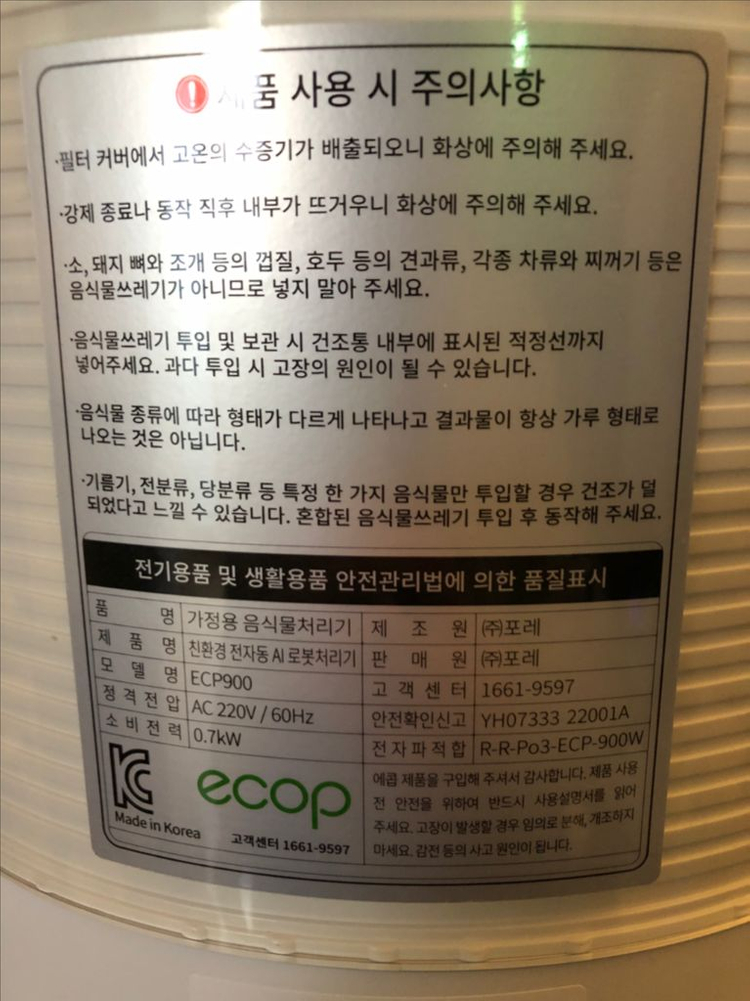 제품 사용 시 주의사항
·필터 커버에서 고온의 수증기가 배출되오니 화상에 주의해 주세요.
·강제 종료나 동작 직후 내부가 뜨거우니 화상에 주의해 주세요.
·소, 돼지 뼈와 조개 등의 껍질, 호두 등의 견과류, 각종 차류와 찌꺼기 등은
음식물쓰레기가 아니므로 넣지 말아 주세요.
·음식물쓰레기 투입 및 보관 시 건조통 내부에 표시된 적정선까지
넣어주세요. 과다 투입 시 고장의 원인이 될 수 있습니다.
·음식물 종류에 따라 형태가 다르게 나타나고 결과물이 항상 가루 형태로
나오는 것은 아닙니다.
·기름기, 전분류, 당분류 등 특정 한 가지 음식물만 투입할 경우 건조가 덜
되었다고 느낄 수 있습니다. 혼합된 음식물쓰레기 투입 후 동작해 주세요.
전기용품 및 생활용품 안전관리법에 의한 품질표시
품 명 가정용 음식물처리기 제 조 원 ㈜포레
제 품 명 친환경 전자동 AI 로봇처리기 판 매 원 ㈜포레
모 델 명 ECP900 고 객 센 터 1661-9597
정 격 전 압 AC 220V / 60Hz 안전확인신고 YH07333 22001A
소 비 전 력 0.7kW 전 자 파 적 합 R-R-Po3-ECP-900W
KC
Made in Korea
ecop
고객센터 1661-9597
에콥 제품을 구입해 주셔서 감사합니다. 제품 사용
전 안전을 위하여 반드시 사용설명서를 읽어
주세요. 고장이 발생할 경우 임의로 분해, 개조하지
마세요. 감전 등의 사고 원인이 됩니다.